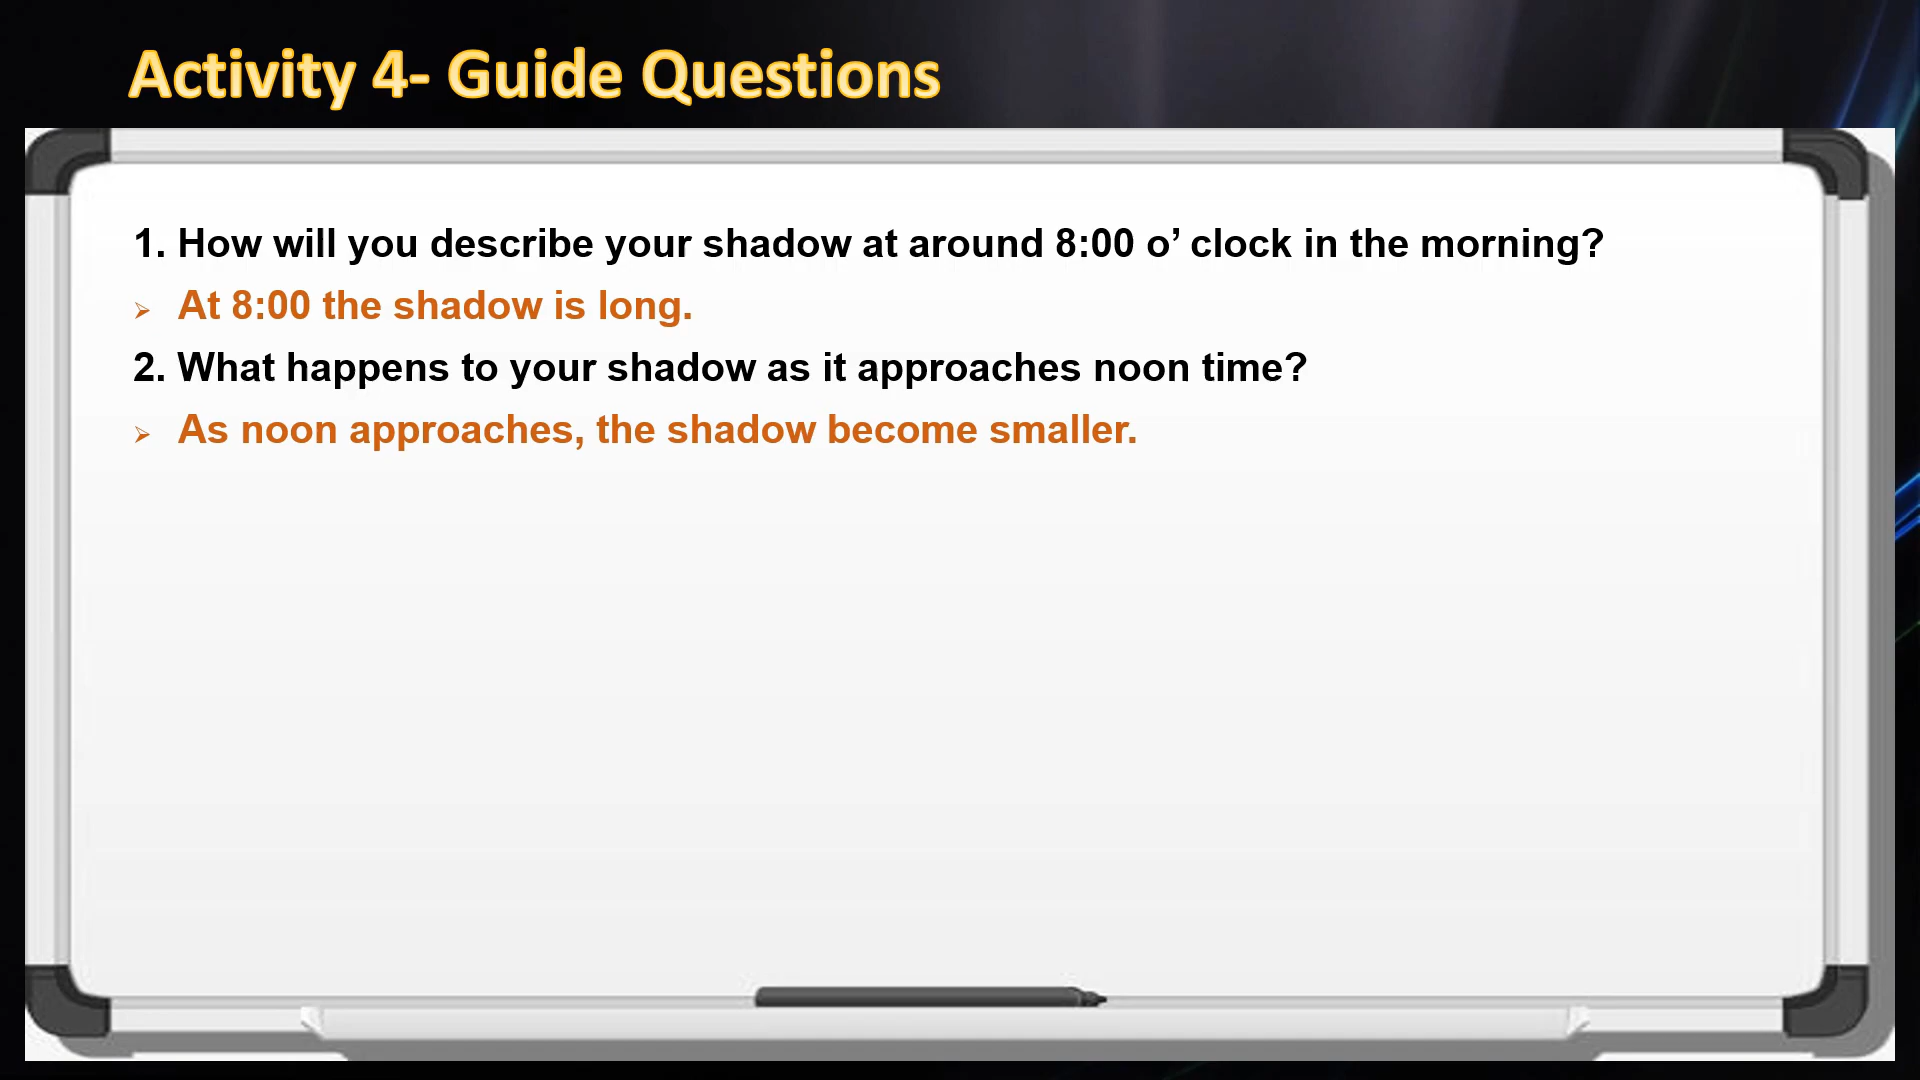 Activity 4- Guide Questions
1. How will you describe your shadow at around 8:00 o’ clock in the morning?
➢ At 8:00 the shadow is long.
2. What happens to your shadow as it approaches noon time?
➢ As noon approaches, the shadow become smaller.